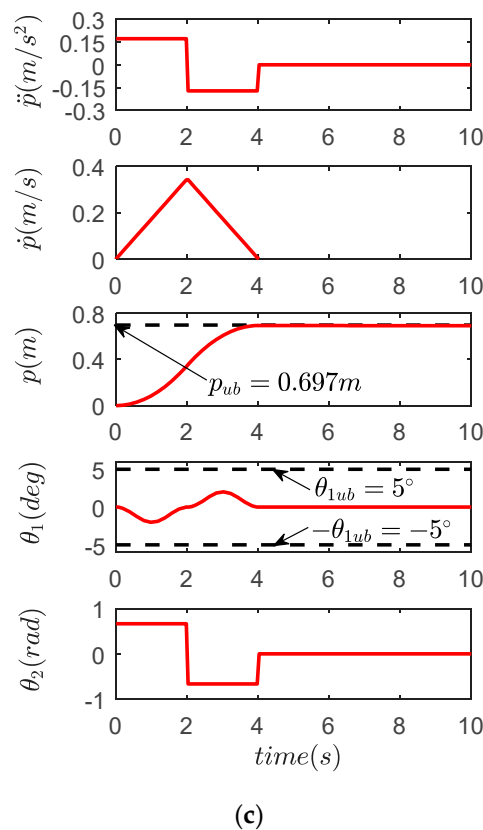 p̈(m/s²)
0.3
0.15
0
-0.15
-0.3
0 2 4 6 8 10
ṗ(m/s)
0.4
0.2
0
0 2 4 6 8 10
p(m)
0.8
0.4
0
p_ub = 0.697m
0 2 4 6 8 10
θ₁(deg)
5
0
-5
θ_1ub = 5°
-θ_1ub = -5°
0 2 4 6 8 10
θ₂(rad)
1
0
-1
0 2 4 6 8 10
time(s)
(c)